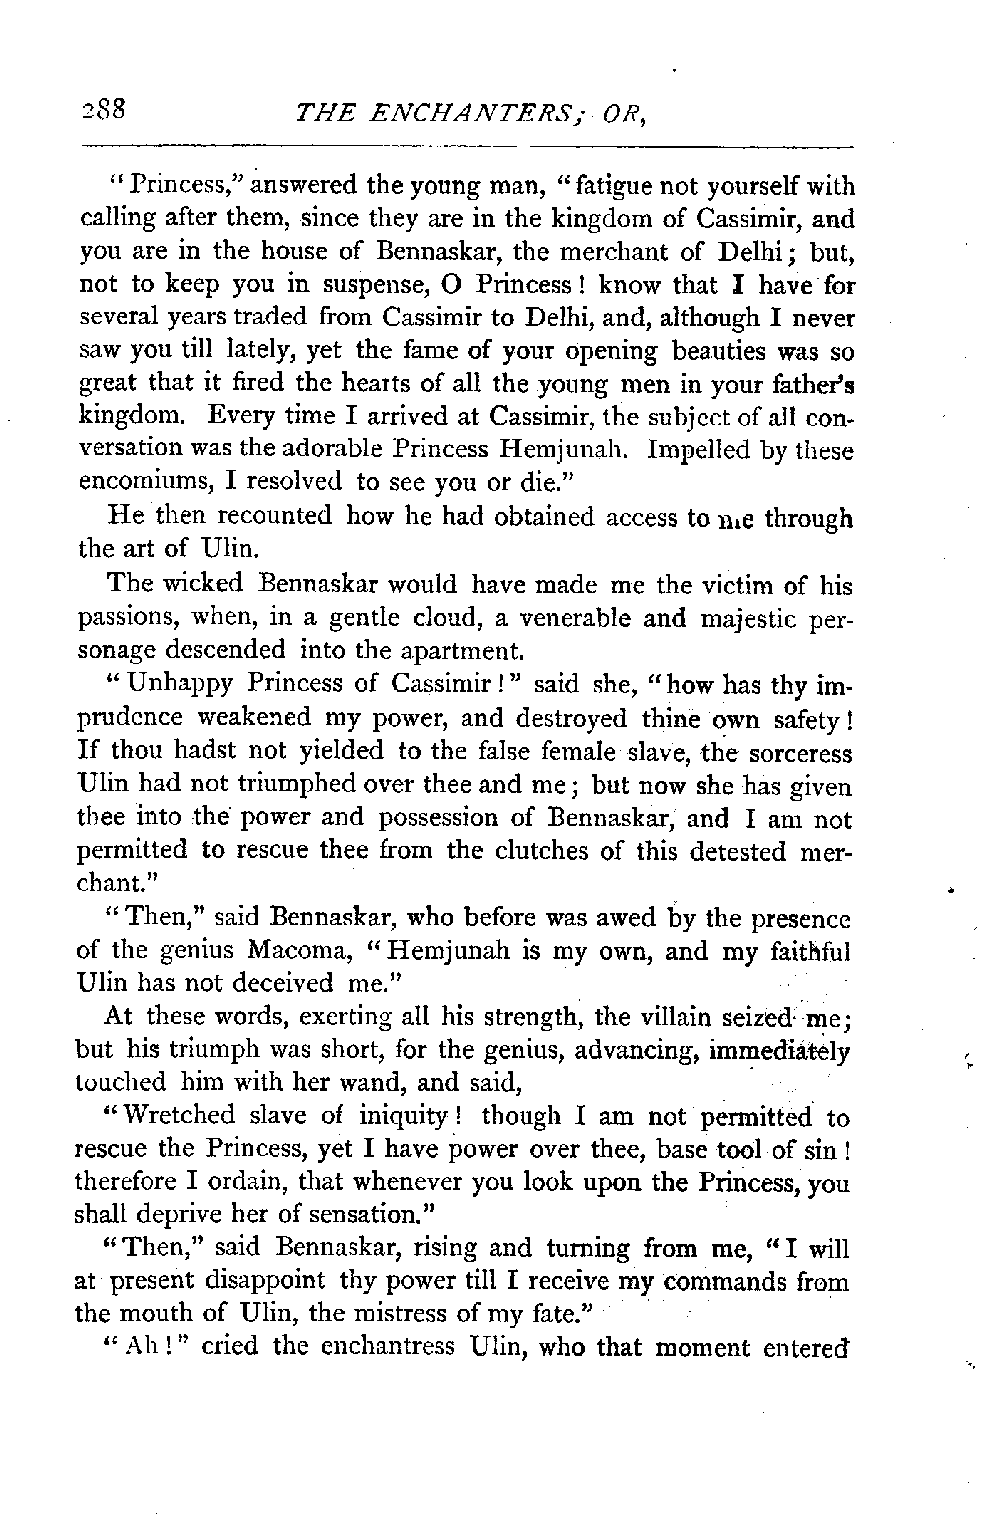 288 THE ENCHANTERS; OR,
“Princess,” answered the young man, “fatigue not yourself with
calling after them, since they are in the kingdom of Cassimir, and
you are in the house of Bennaskar, the merchant of Delhi; but,
not to keep you in suspense, O Princess! know that I have for
several years traded from Cassimir to Delhi, and, although I never
saw you till lately, yet the fame of your opening beauties was so
great that it fired the hearts of all the young men in your father’s
kingdom. Every time I arrived at Cassimir, the subject of all con-
versation was the adorable Princess Hemjunah. Impelled by these
encomiums, I resolved to see you or die.”
He then recounted how he had obtained access to me through
the art of Ulin.
The wicked Bennaskar would have made me the victim of his
passions, when, in a gentle cloud, a venerable and majestic per-
sonage descended into the apartment.
“Unhappy Princess of Cassimir!” said she, “how has thy im-
prudence weakened my power, and destroyed thine own safety!
If thou hadst not yielded to the false female slave, the sorceress
Ulin had not triumphed over thee and me; but now she has given
thee into the power and possession of Bennaskar, and I am not
permitted to rescue thee from the clutches of this detested mer-
chant.”
“Then,” said Bennaskar, who before was awed by the presence
of the genius Macoma, “Hemjunah is my own, and my faithful
Ulin has not deceived me.”
At these words, exerting all his strength, the villain seized me;
but his triumph was short, for the genius, advancing, immediately
touched him with her wand, and said,
“Wretched slave of iniquity! though I am not permitted to
rescue the Princess, yet I have power over thee, base tool of sin!
therefore I ordain, that whenever you look upon the Princess, you
shall deprive her of sensation.”
“Then,” said Bennaskar, rising and turning from me, “I will
at present disappoint thy power till I receive my commands from
the mouth of Ulin, the mistress of my fate.”
“Ah!” cried the enchantress Ulin, who that moment entered